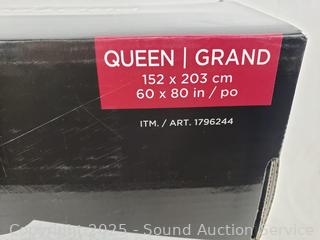 QUEEN | GRAND
152 x 203 cm
60 x 80 in / po
ITM. / ART. 1796244
Copyright 2025 - Sound Auction Service